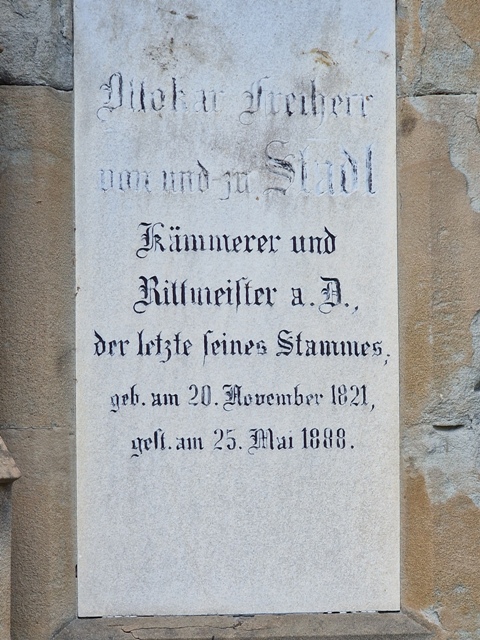 Ottokar Freiherr
von und zu Stadl
Kämmerer und
Rittmeister a. D.,
der letzte seines Stammes,
geb. am 20. November 1821,
gest. am 25. Mai 1888.